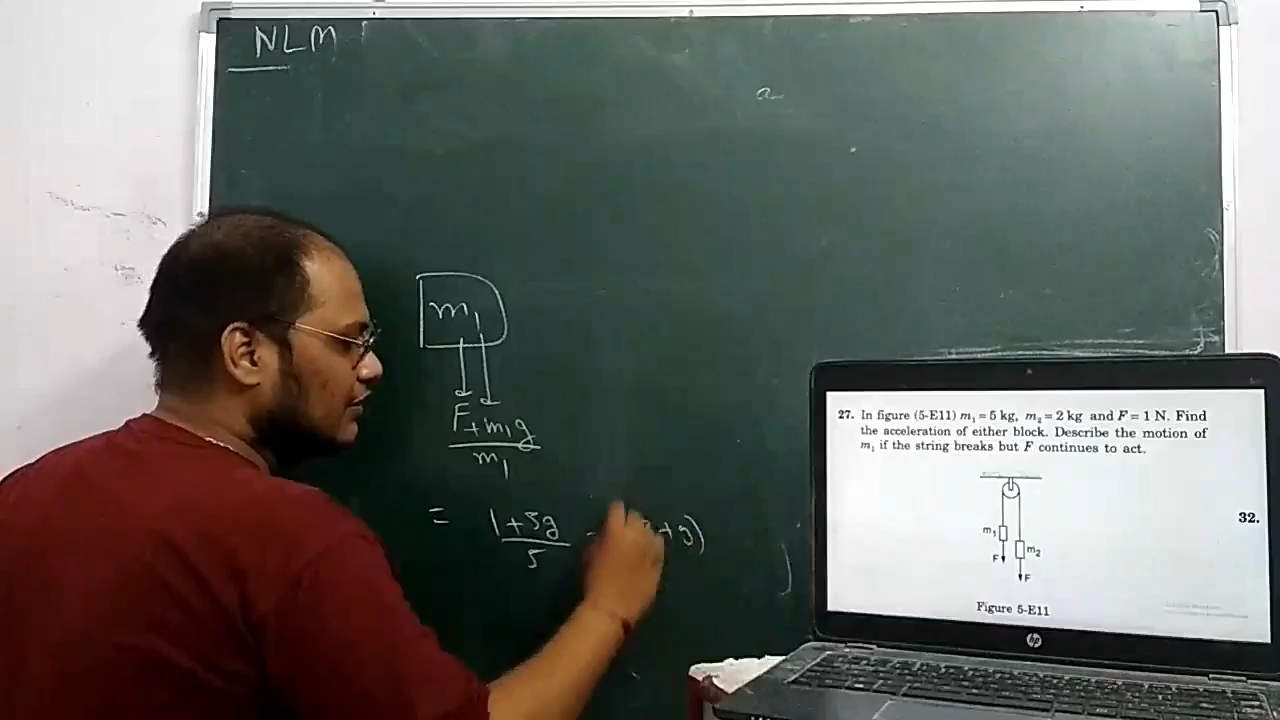 NLM
a
m₁
F + m₁g
m₁
= 1 + 5g
5
+ g)
27. In figure (5-E11) m₁ = 5 kg, m₂ = 2 kg and F = 1 N. Find
the acceleration of either block. Describe the motion of
m₁ if the string breaks but F continues to act.
32.
m₁
m₂
F
F
Figure 5-E11
hp